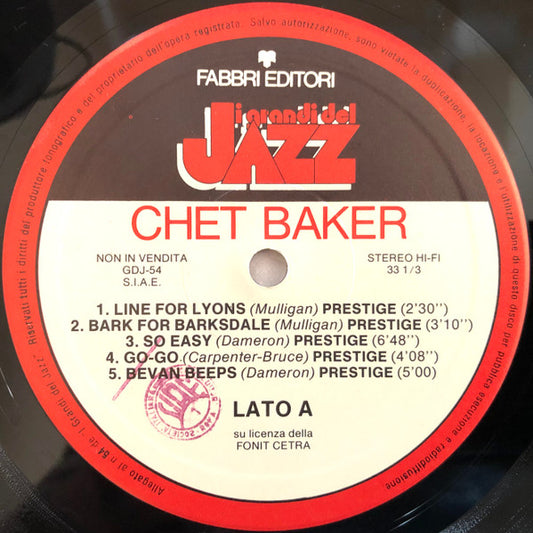 FABBRI EDITORI
i grandi del
JAZZ
CHET BAKER
NON IN VENDITA
GDJ-54
S.I.A.E.
STEREO HI-FI
33 1/3
1. LINE FOR LYONS (Mulligan) PRESTIGE (2'30'')
2. BARK FOR BARKSDALE (Mulligan) PRESTIGE (3'10'')
3. SO EASY (Dameron) PRESTIGE (6'48'')
4. GO-GO (Carpenter-Bruce) PRESTIGE (4'08'')
5. BEVAN BEEPS (Dameron) PRESTIGE (5'00)
LATO A
su licenza della
FONIT CETRA
Allegato al n 54 de "I Grandi del Jazz" Riservati tutti i diritti del produttore fonografico e del proprietario dell'opera registrata. Salvo autorizzazione, sono vietate la duplicazione, la locazione e l'utilizzazione di questo disco per pubblica esecuzione e radiodiffusione